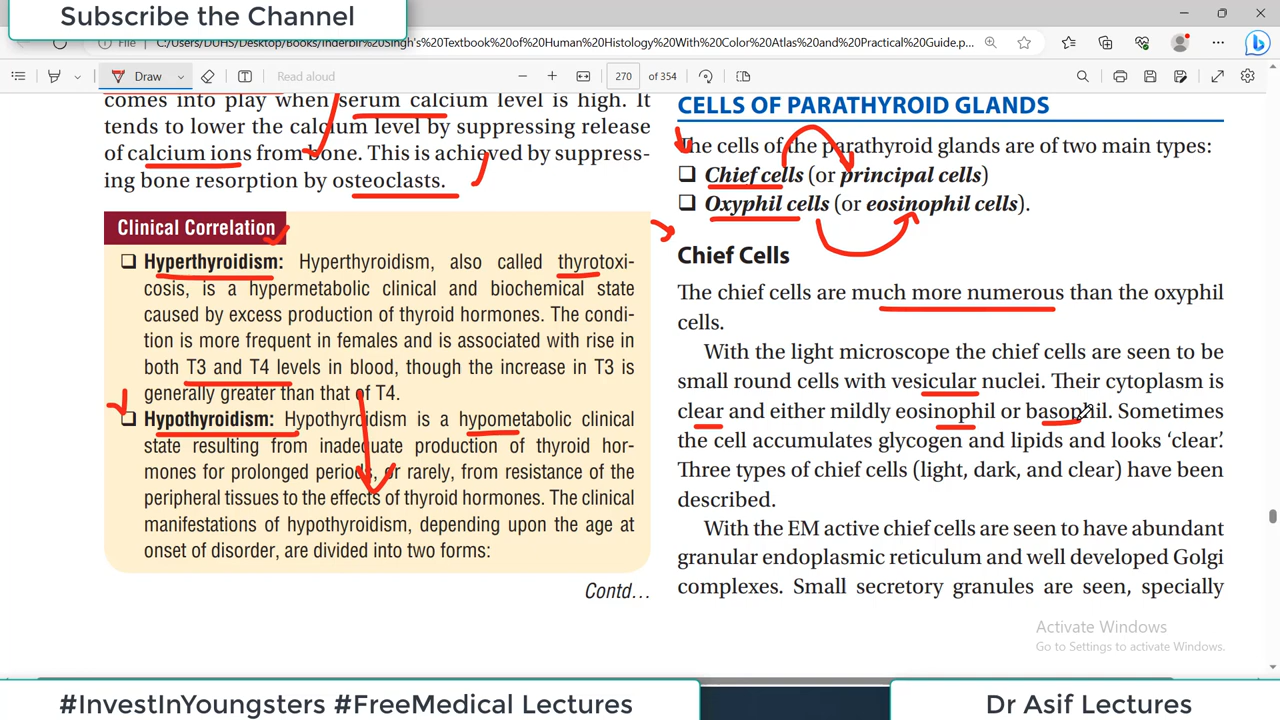 Subscribe the Channel
File
C:/Users/DUHS/Desktop/Books/Inderbir%20Singh's%20Textbook%20of%20Human%20Histology%20With%20Color%20Atlas%20and%20Practical%20Guide.p...
Draw
Read aloud
270 of 354
comes into play when serum calcium level is high. It
tends to lower the calcium level by suppressing release
of calcium ions from bone. This is achieved by suppress-
ing bone resorption by osteoclasts.
Clinical Correlation
❑ Hyperthyroidism: Hyperthyroidism, also called thyrotoxi-
cosis, is a hypermetabolic clinical and biochemical state
caused by excess production of thyroid hormones. The condi-
tion is more frequent in females and is associated with rise in
both T3 and T4 levels in blood, though the increase in T3 is
generally greater than that of T4.
❑ Hypothyroidism: Hypothyroidism is a hypometabolic clinical
state resulting from inadequate production of thyroid hor-
mones for prolonged periods, or rarely, from resistance of the
peripheral tissues to the effects of thyroid hormones. The clinical
manifestations of hypothyroidism, depending upon the age at
onset of disorder, are divided into two forms:
Contd...
CELLS OF PARATHYROID GLANDS
The cells of the parathyroid glands are of two main types:
❑ Chief cells (or principal cells)
❑ Oxyphil cells (or eosinophil cells).
Chief Cells
The chief cells are much more numerous than the oxyphil
cells.
With the light microscope the chief cells are seen to be
small round cells with vesicular nuclei. Their cytoplasm is
clear and either mildly eosinophil or basophil. Sometimes
the cell accumulates glycogen and lipids and looks ‘clear’.
Three types of chief cells (light, dark, and clear) have been
described.
With the EM active chief cells are seen to have abundant
granular endoplasmic reticulum and well developed Golgi
complexes. Small secretory granules are seen, specially
Activate Windows
Go to Settings to activate Windows.
#InvestInYoungsters #FreeMedical Lectures
Dr Asif Lectures